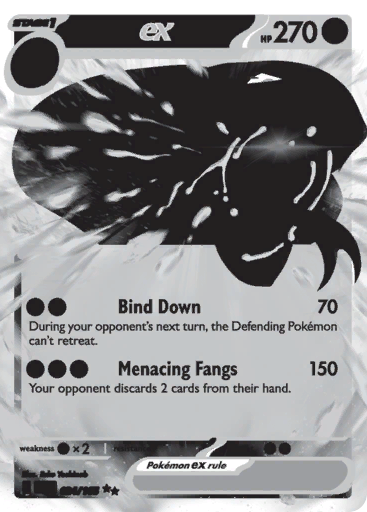 STAGE 1
ex
HP 270
Bind Down 70
During your opponent's next turn, the Defending Pokémon
can't retreat.
Menacing Fangs 150
Your opponent discards 2 cards from their hand.
weakness ×2
Pokémon ex rule